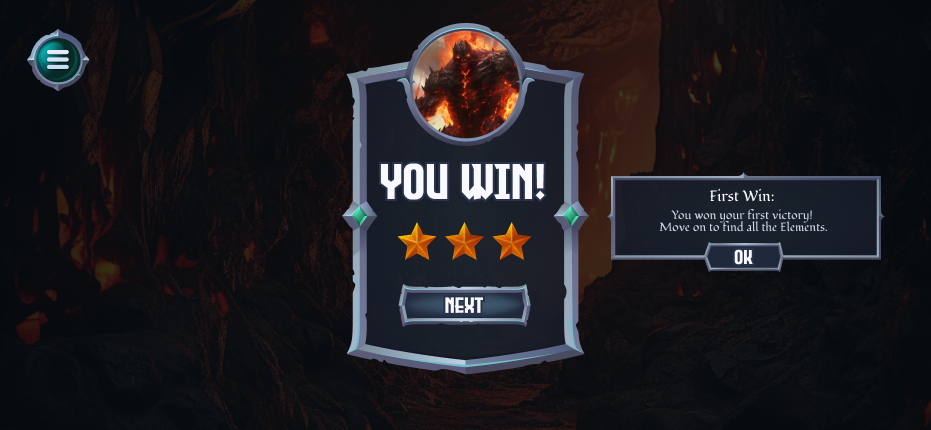 YOU WIN!
NEXT
First Win:
You won your first victory!
Move on to find all the Elements.
OK